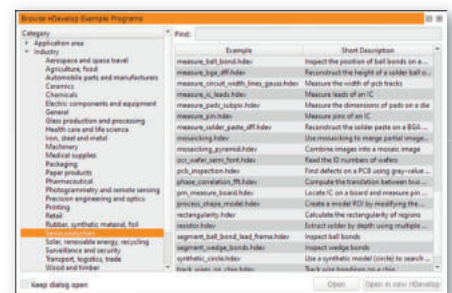 Browse HDevelop Example Programs
Category
Application area
Industry
Aerospace and space travel
Agriculture, food
Automobile parts and manufacturers
Ceramics
Chemicals
Electric components and equipment
General
Glass production and processing
Health care and life science
Iron, steel and metal
Machinery
Medical supplies
Packaging
Paper products
Pharmaceutical
Photogrammetry and remote sensing
Precision engineering and optics
Printing
Retail
Rubber, synthetic material, foil
Semiconductors
Solar, renewable energy, recycling
Surveillance and security
Transport, logistics, trade
Wood and timber
Find:
Example Short Description
measure_ball_bond.hdev Inspect the position of ball bonds on a ...
measure_bga_diff.hdev Reconstruct the height of a solder ball o...
measure_circuit_width_lines_gauss.hdev Measure the width of pcb tracks
measure_ic_leads.hdev Measure leads of an IC
measure_pads_subpix.hdev Measure the dimensions of pads on a die
measure_pin.hdev Measure pins of an IC
measure_solder_paste_diff.hdev Reconstruct the solder paste on a BGA ...
mosaicking.hdev Use mosaicking to merge partial image...
mosaicking_pyramid.hdev Combine images into a mosaic image
ocr_wafer_semi_font.hdev Read the ID numbers of wafers
pcb_inspection.hdev Find defects on a PCB using gray-value ...
phase_correlation_fft.hdev Compute the translation between two ...
pm_measure_board.hdev Locate IC on a board and measure pin ...
process_shape_model.hdev Create a model ROI by modifying the ...
rectangularity.hdev Calculate the rectangularity of regions
resistor.hdev Extract solder by depth using multiple ...
segment_ball_bond_lead_frame.hdev Inspect ball bonds
segment_wedge_bonds.hdev Inspect wedge bonds
synthetic_circle.hdev Use a synthetic model (circle) to search ...
track_wires_on_chip.hdev Track wire bondings on a chip
Keep dialog open
Open
Open in new HDevelop